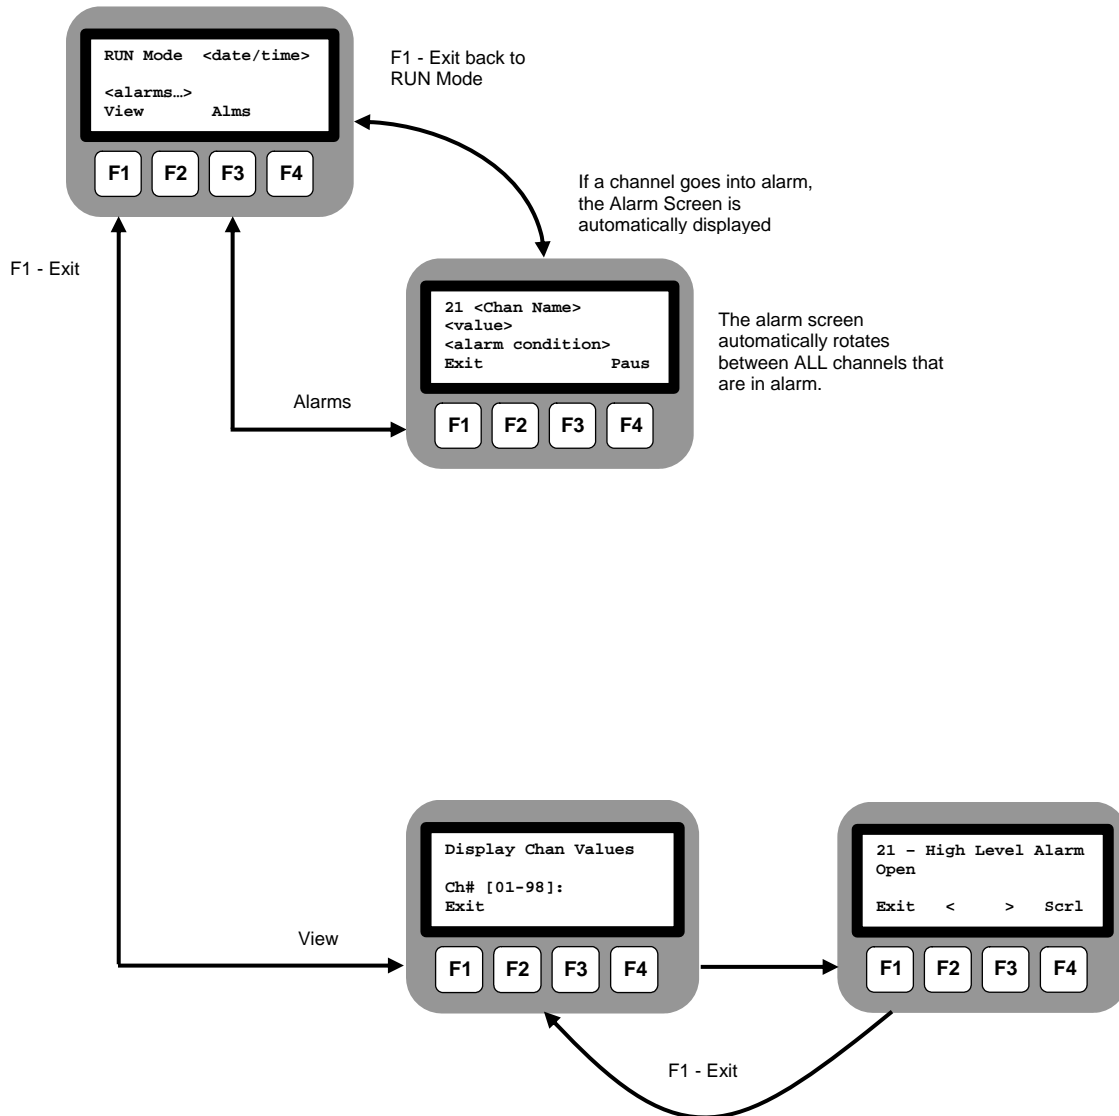 RUN Mode <date/time>
<alarms…>
View Alms
F1 F2 F3 F4
F1 - Exit back to
RUN Mode
If a channel goes into alarm,
the Alarm Screen is
automatically displayed
F1 - Exit
21 <Chan Name>
<value>
<alarm condition>
Exit Paus
F1 F2 F3 F4
The alarm screen
automatically rotates
between ALL channels that
are in alarm.
Alarms
Display Chan Values
Ch# [01-98]:
Exit
F1 F2 F3 F4
View
21 – High Level Alarm
Open
Exit < > Scrl
F1 F2 F3 F4
F1 - Exit